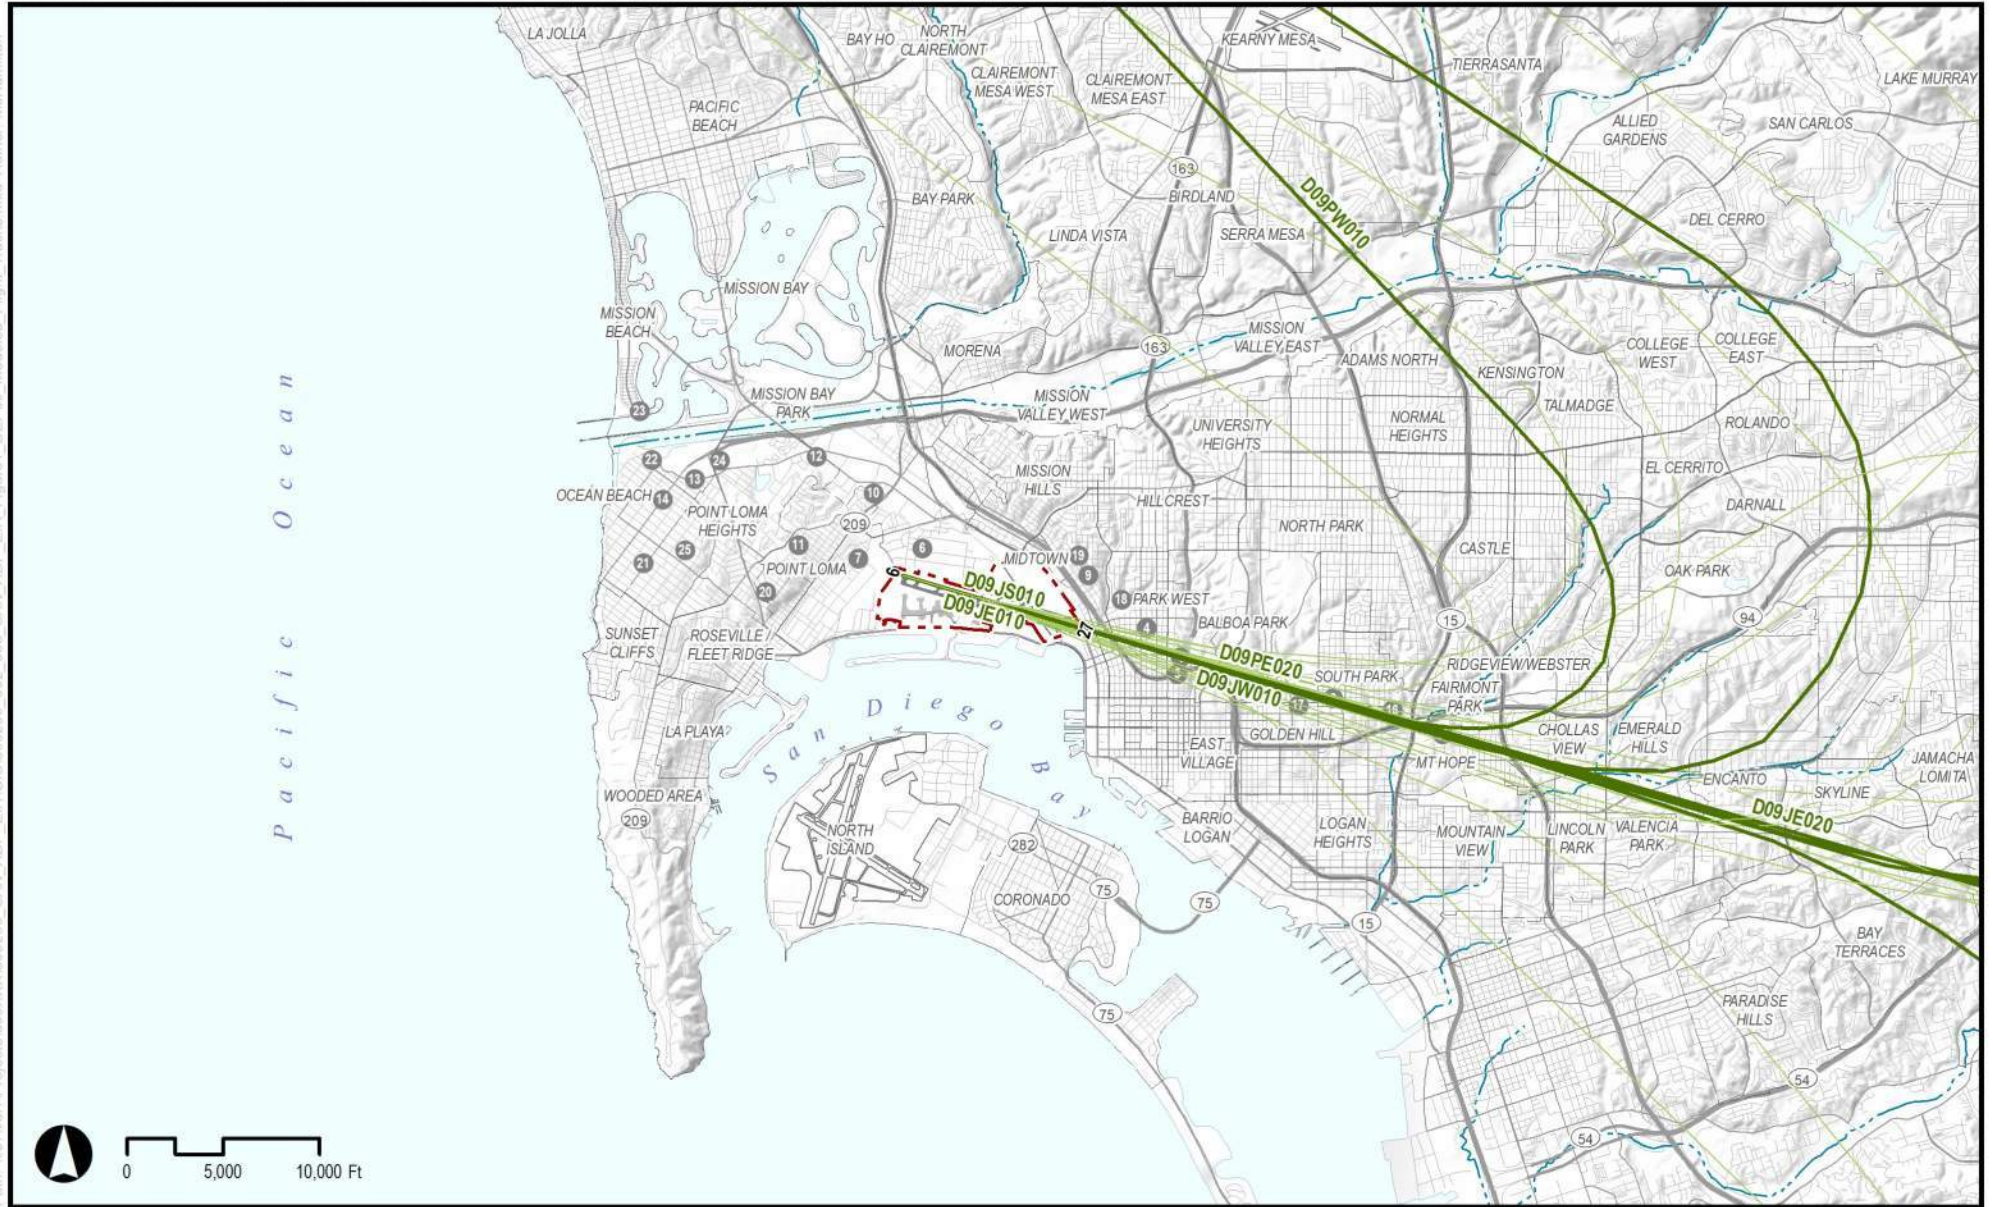 LA JOLLA
BAY HO
NORTH
CLAIREMONT
KEARNY MESA
TIERRASANTA
LAKE MURRAY
CLAIREMONT
MESA WEST
CLAIREMONT
MESA EAST
PACIFIC
BEACH
ALLIED
GARDENS
SAN CARLOS
163
BIRDLAND
BAY PARK
D09PW010
DEL CERRO
LINDA VISTA
SERRA MESA
MISSION BAY
MISSION
BEACH
MISSION
VALLEY EAST
163
MORENA
ADAMS NORTH
COLLEGE
WEST
COLLEGE
EAST
KENSINGTON
MISSION BAY
PARK
MISSION
VALLEY WEST
TALMADGE
23
UNIVERSITY
HEIGHTS
NORMAL
HEIGHTS
ROLANDO
22
24
12
13
MISSION
HILLS
EL CERRITO
OCEAN BEACH
14
10
HILLCREST
DARNALL
POINT LOMA
HEIGHTS
209
NORTH PARK
Pacific Ocean
11
25
6
7
21
POINT LOMA
MIDTOWN
19
9
CASTLE
OAK PARK
6
D09JS010
D09JE010
20
18
PARK WEST
4
BALBOA PARK
15
94
27
SUNSET
CLIFFS
ROSEVILLE /
FLEET RIDGE
D09PE020
D09JW010
SOUTH PARK
RIDGEVIEW/WEBSTER
FAIRMONT
PARK
17
16
San Diego Bay
LA PLAYA
GOLDEN HILL
CHOLLAS
VIEW
EMERALD
HILLS
EAST
VILLAGE
MT HOPE
ENCANTO
JAMACHA
LOMITA
SKYLINE
WOODED AREA
209
D09JE020
NORTH
ISLAND
282
BARRIO
LOGAN
LOGAN
HEIGHTS
MOUNTAIN
VIEW
LINCOLN
PARK
VALENCIA
PARK
CORONADO
75
75
15
BAY
TERRACES
75
PARADISE
HILLS
54
54
0
5,000
10,000 Ft